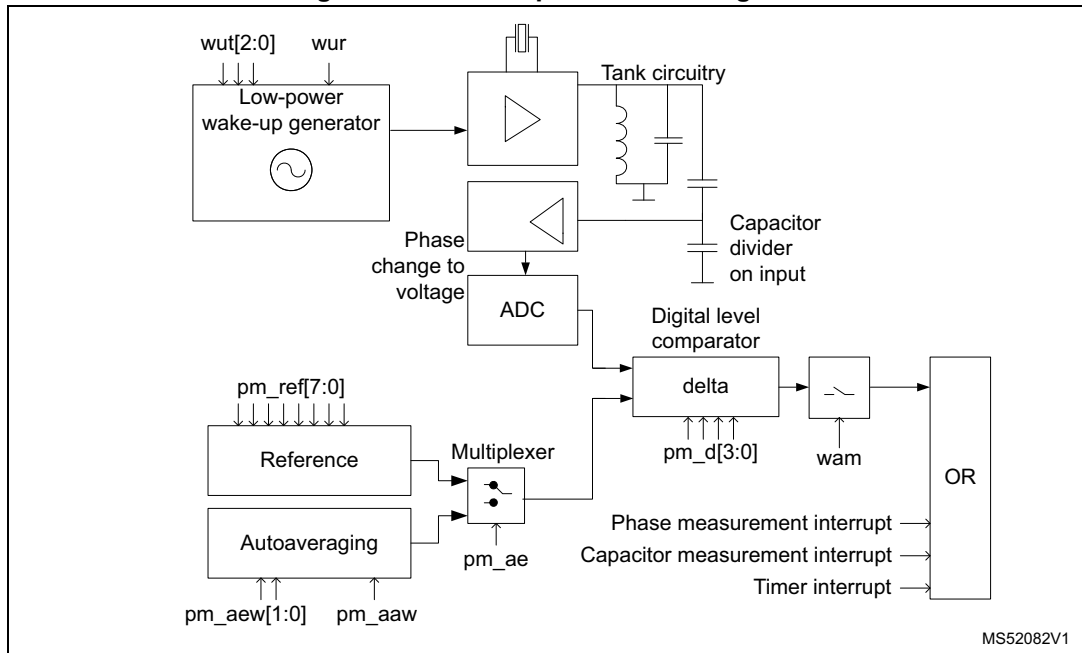 wut[2:0]
wur
Low-power
wake-up generator
Tank circuitry
Phase
change to
voltage
Capacitor
divider
on input
ADC
Digital level
comparator
delta
pm_d[3:0]
wam
OR
pm_ref[7:0]
Reference
Multiplexer
Autoaveraging
pm_ae
pm_aew[1:0]
pm_aaw
Phase measurement interrupt
Capacitor measurement interrupt
Timer interrupt
MS52082V1